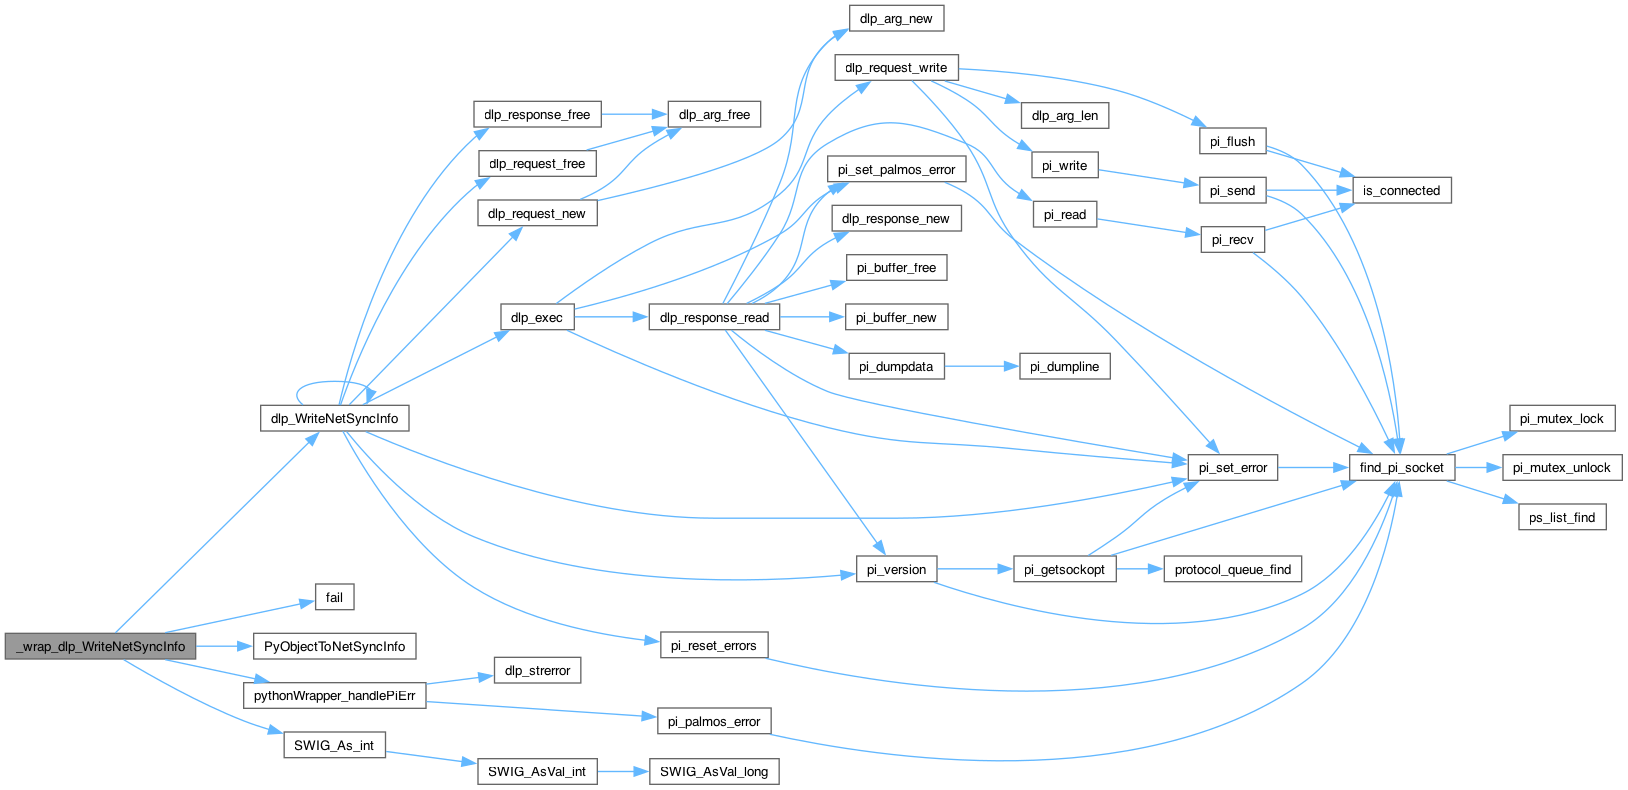 dlp_arg_new
dlp_request_write
dlp_response_free
dlp_arg_free
dlp_arg_len
pi_flush
dlp_request_free
pi_set_palmos_error
pi_write
pi_send
is_connected
dlp_request_new
dlp_response_new
pi_read
pi_recv
pi_buffer_free
dlp_exec
dlp_response_read
pi_buffer_new
pi_dumpdata
pi_dumpline
dlp_WriteNetSyncInfo
pi_mutex_lock
pi_set_error
find_pi_socket
pi_mutex_unlock
ps_list_find
pi_version
pi_getsockopt
protocol_queue_find
fail
_wrap_dlp_WriteNetSyncInfo
PyObjectToNetSyncInfo
pi_reset_errors
dlp_strerror
pythonWrapper_handlePiErr
pi_palmos_error
SWIG_As_int
SWIG_AsVal_int
SWIG_AsVal_long